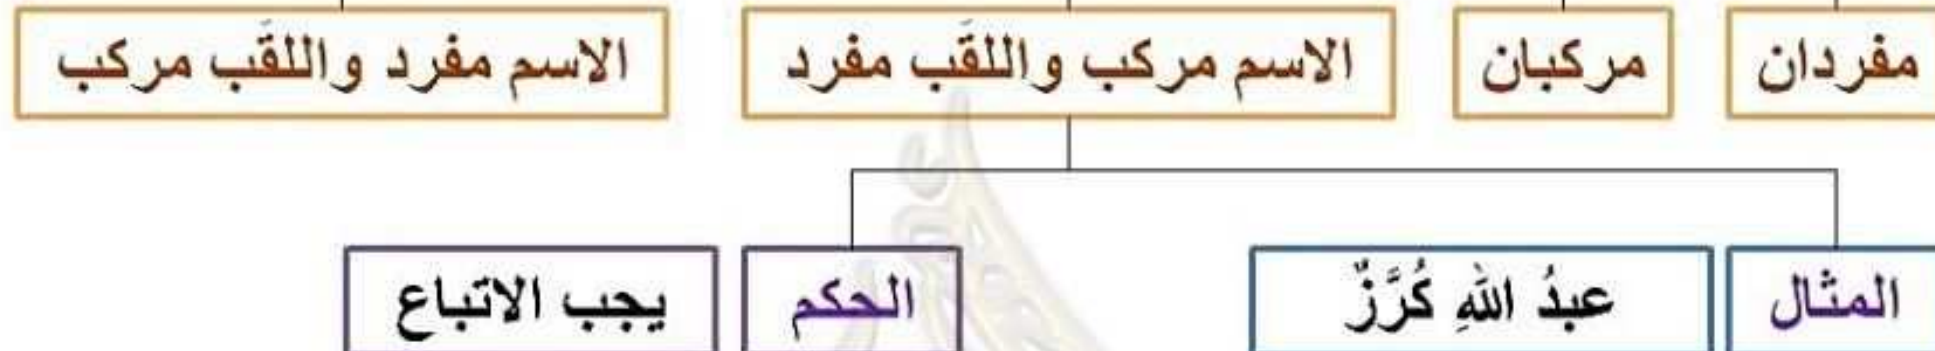 مفردان
مركبان
الاسم مركب واللقَب مفرد
الاسم مفرد واللقَب مركب
المثال
عبدُ اللهِ كُرَّزٌ
الحكم
يجب الاتباع